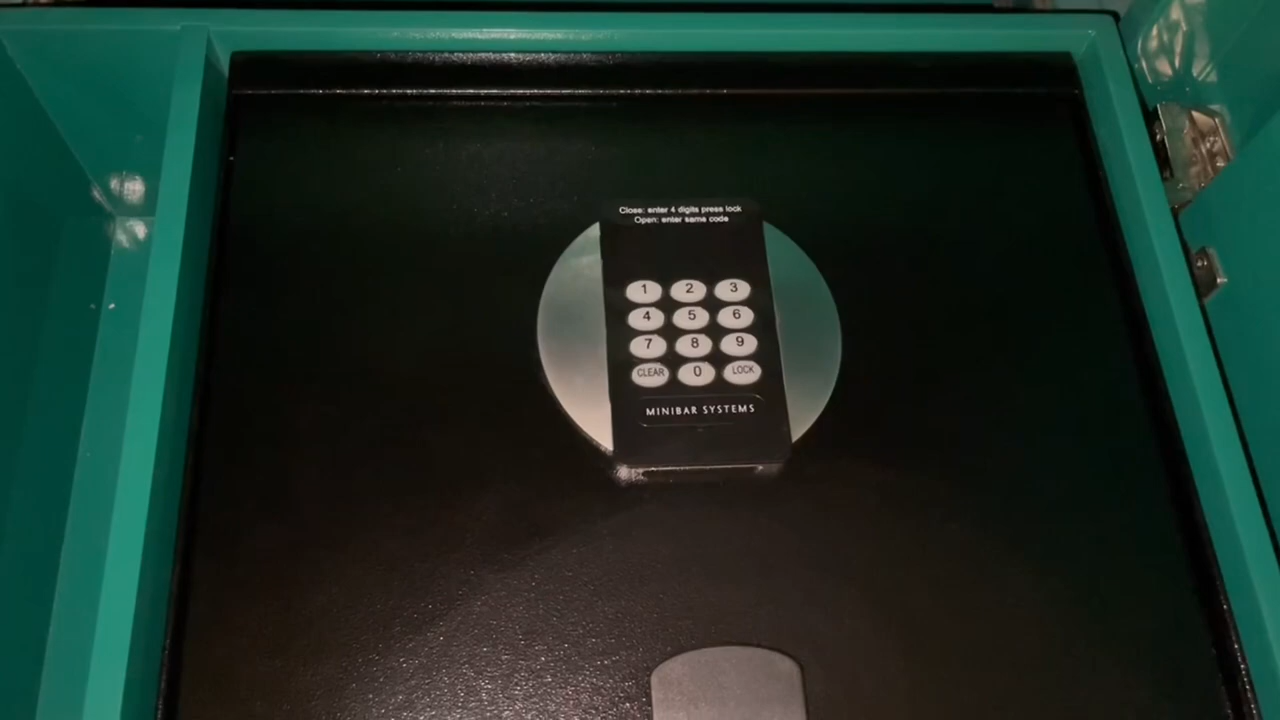 Close: enter 4 digits press lock
Open: enter same code
1 2 3
4 5 6
7 8 9
CLEAR 0 LOCK
MINIBAR SYSTEMS